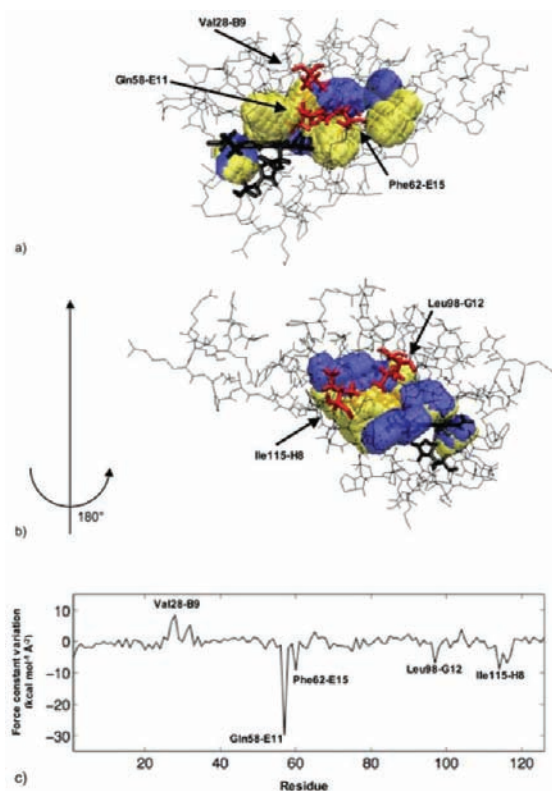 Val28-B9
Gln58-E11
Phe62-E15
a)
Leu98-G12
Ile115-H8
180°
b)
Force constant variation
(kcal mol⁻¹ Å⁻²)
10
0
-10
-20
-30
Val28-B9
Phe62-E15
Leu98-G12
Ile115-H8
Gln58-E11
20
40
60
80
100
120
c)
Residue